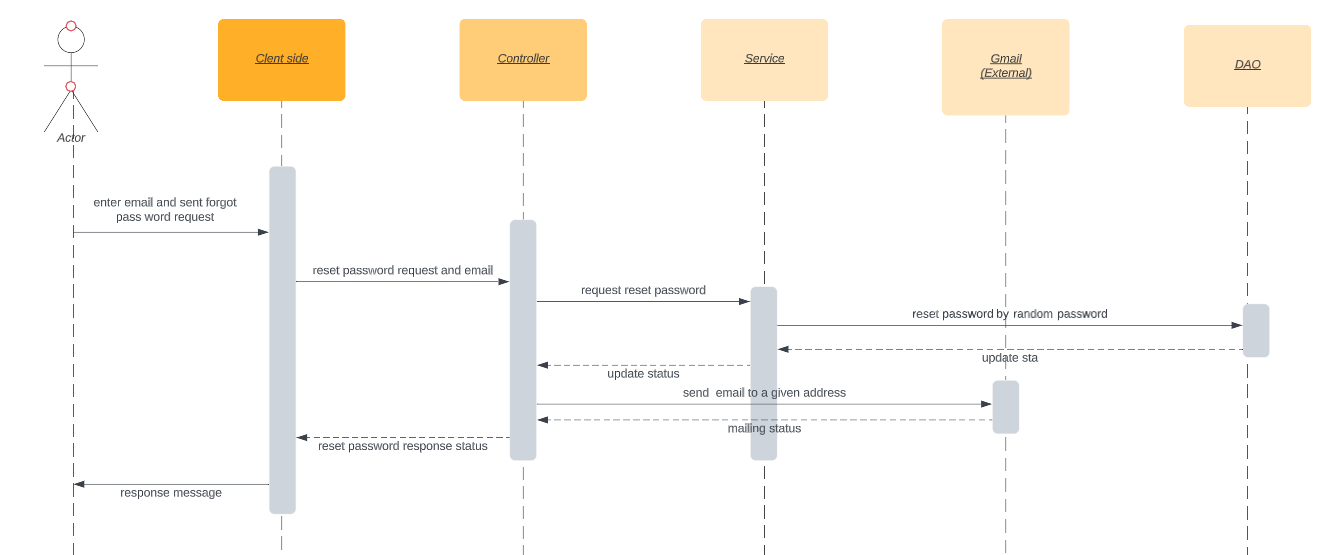 Clent side
Controller
Service
Gmail
(External)
DAO
Actor
enter email and sent forgot
pass word request
reset password request and email
request reset password
reset password by random password
update sta
update status
send email to a given address
mailing status
reset password response status
response message